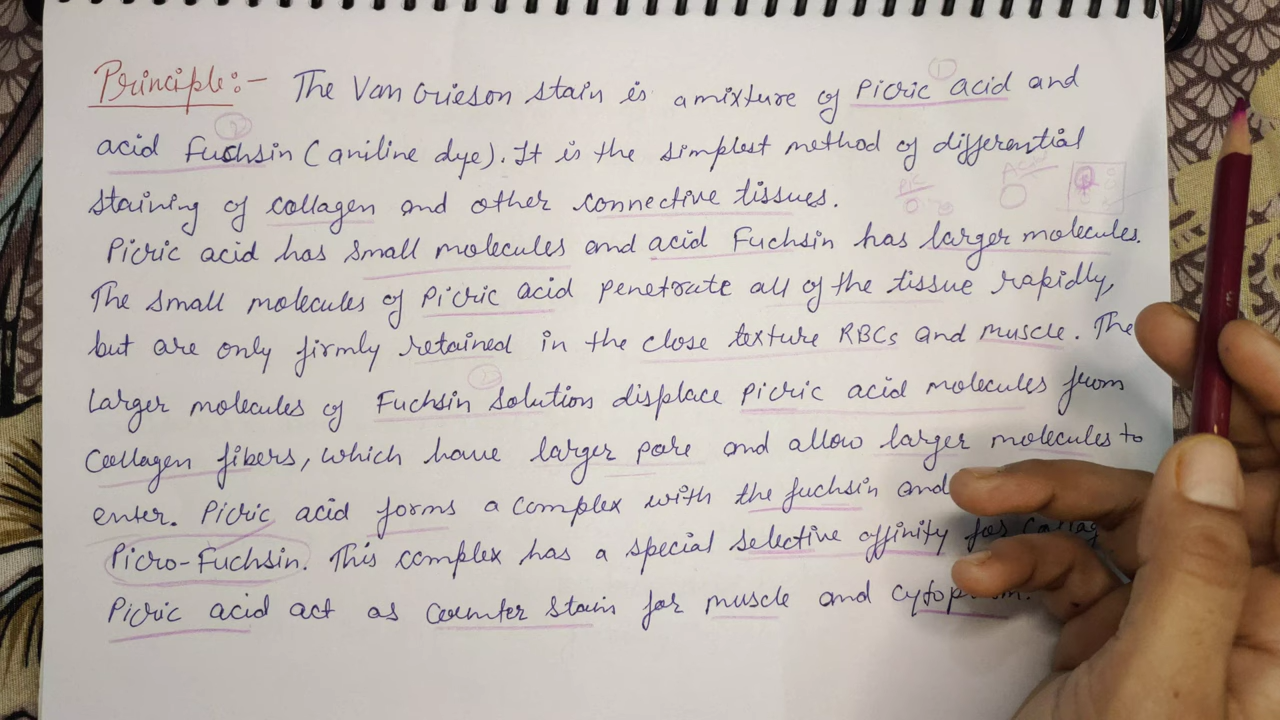 Principle:- The Van Grieson stain is a mixture of Picric acid and
acid Fuchsin (aniline dye). It is the simplest method of differential
staining of collagen and other connective tissues.
Picric acid has small molecules and acid Fuchsin has larger molecules.
The small molecules of Picric acid penetrate all of the tissue rapidly,
but are only firmly retained in the close texture RBCs and muscle. The
Larger molecules of Fuchsin solution displace picric acid molecules from
Collagen fibers, which have larger pore and allow larger molecules to
enter. Picric acid forms a complex with the fuchsin and
Picro-Fuchsin. This complex has a special selective affinity for
Picric acid act as counter stain for muscle and